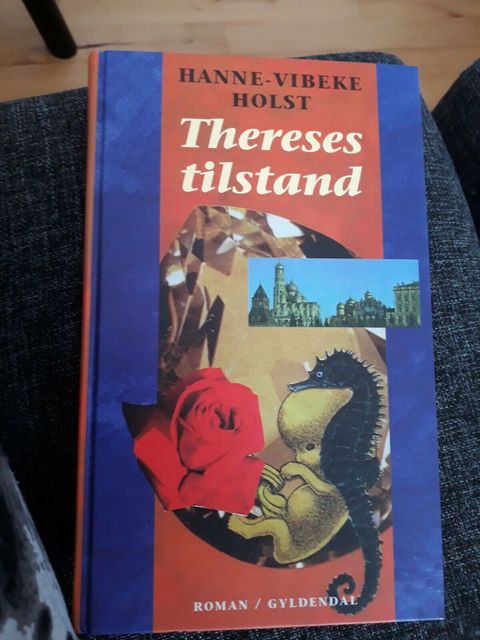 HANNE-VIBEKE
HOLST
Thereses
tilstand
ROMAN / GYLDENDAL